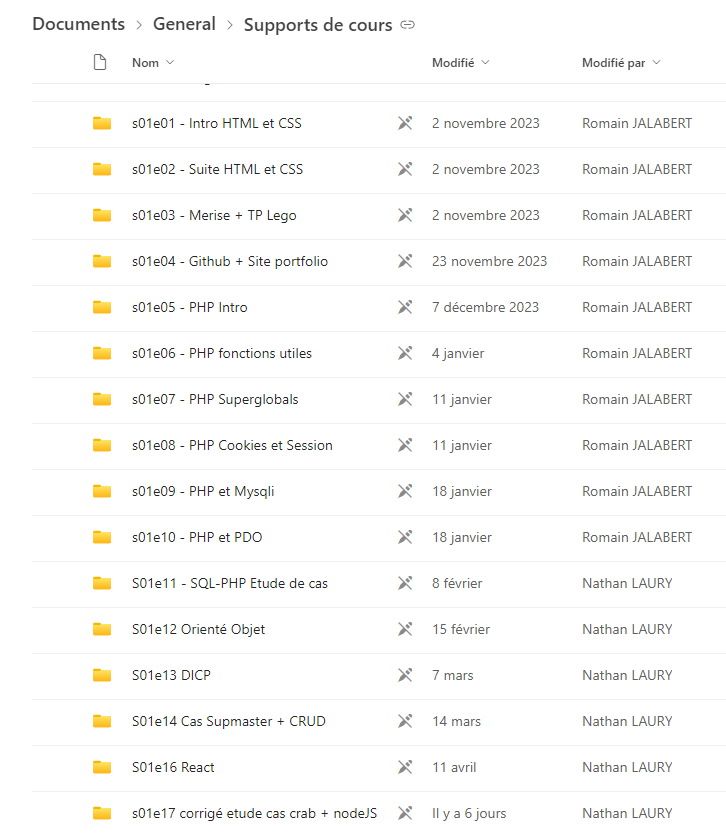 Documents > General > Supports de cours
Nom Modifié Modifié par
s01e01 - Intro HTML et CSS 2 novembre 2023 Romain JALABERT
s01e02 - Suite HTML et CSS 2 novembre 2023 Romain JALABERT
s01e03 - Merise + TP Lego 2 novembre 2023 Romain JALABERT
s01e04 - Github + Site portfolio 23 novembre 2023 Romain JALABERT
s01e05 - PHP Intro 7 décembre 2023 Romain JALABERT
s01e06 - PHP fonctions utiles 4 janvier Romain JALABERT
s01e07 - PHP Superglobals 11 janvier Romain JALABERT
s01e08 - PHP Cookies et Session 11 janvier Romain JALABERT
s01e09 - PHP et Mysqli 18 janvier Romain JALABERT
s01e10 - PHP et PDO 18 janvier Romain JALABERT
S01e11 - SQL-PHP Etude de cas 8 février Nathan LAURY
S01e12 Orienté Objet 15 février Nathan LAURY
S01e13 DICP 7 mars Nathan LAURY
S01e14 Cas Supmaster + CRUD 14 mars Nathan LAURY
S01e16 React 11 avril Nathan LAURY
s01e17 corrigé etude cas crab + nodeJS Il y a 6 jours Nathan LAURY